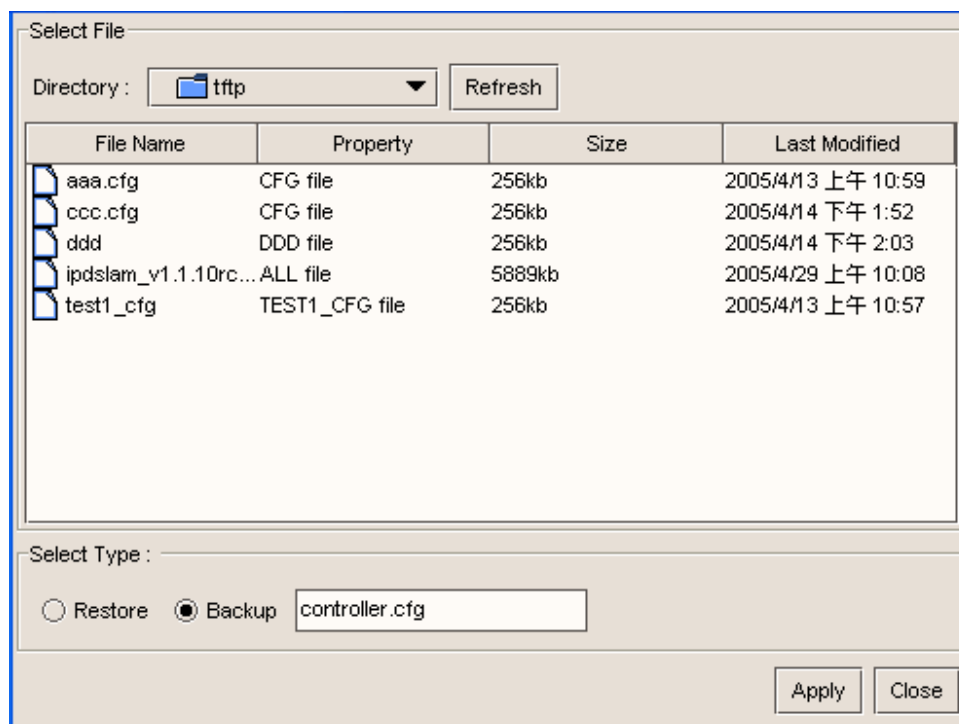 Select File
Directory : tftp Refresh
File Name Property Size Last Modified
aaa.cfg CFG file 256kb 2005/4/13 上午 10:59
ccc.cfg CFG file 256kb 2005/4/14 下午 1:52
ddd DDD file 256kb 2005/4/14 下午 2:03
ipdslam_v1.1.10rc... ALL file 5889kb 2005/4/29 上午 10:08
test1_cfg TEST1_CFG file 256kb 2005/4/13 上午 10:57
Select Type :
Restore Backup controller.cfg
Apply Close